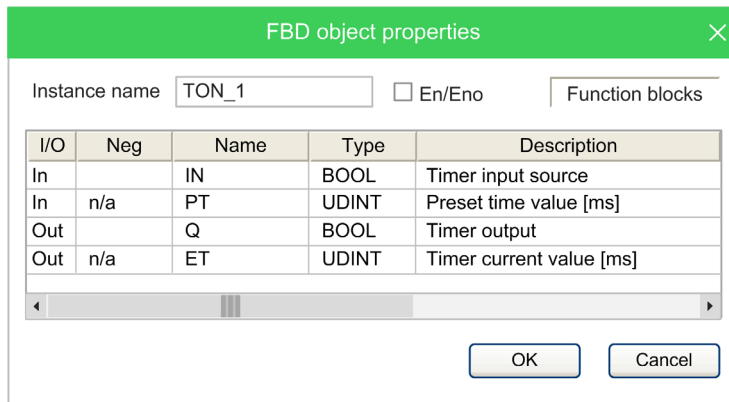 FBD object properties
Instance name TON_1 En/Eno Function blocks
I/O Neg Name Type Description
In IN BOOL Timer input source
In n/a PT UDINT Preset time value [ms]
Out Q BOOL Timer output
Out n/a ET UDINT Timer current value [ms]
OK Cancel